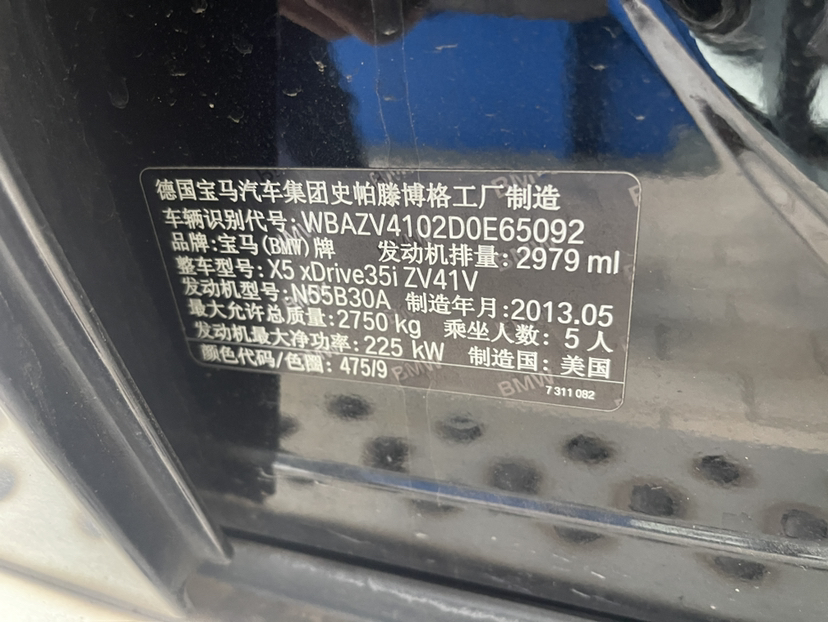 德国宝马汽车集团史帕滕博格工厂制造
车辆识别代号: WBAZV4102D0E65092
品牌: 宝马(BMW)牌 发动机排量: 2979 ml
整车型号: X5 xDrive35i ZV41V
发动机型号: N55B30A 制造年月: 2013.05
最大允许总质量: 2750 kg 乘坐人数: 5 人
发动机最大净功率: 225 kW 制造国: 美国
颜色代码/色圈: 475/9
7 311 082